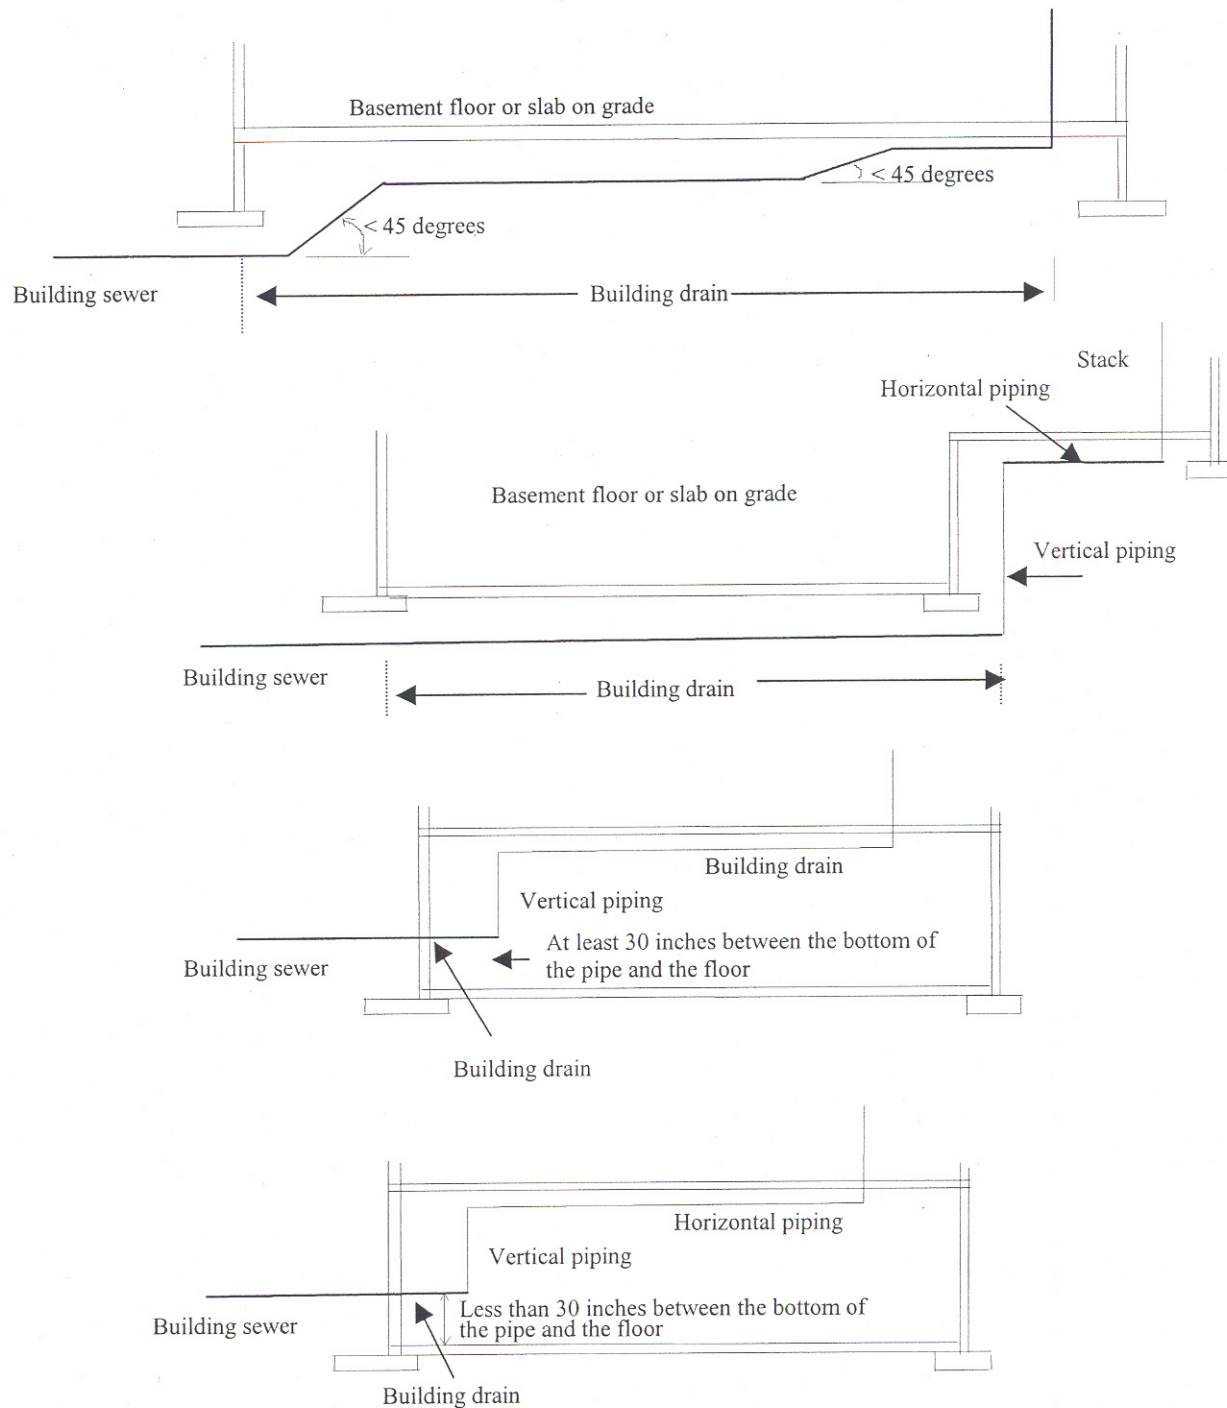 Basement floor or slab on grade
< 45 degrees
< 45 degrees
Building sewer
Building drain
Stack
Horizontal piping
Basement floor or slab on grade
Vertical piping
Building sewer
Building drain
Building drain
Vertical piping
At least 30 inches between the bottom of
the pipe and the floor
Building sewer
Building drain
Horizontal piping
Vertical piping
Less than 30 inches between the bottom of
the pipe and the floor
Building sewer
Building drain